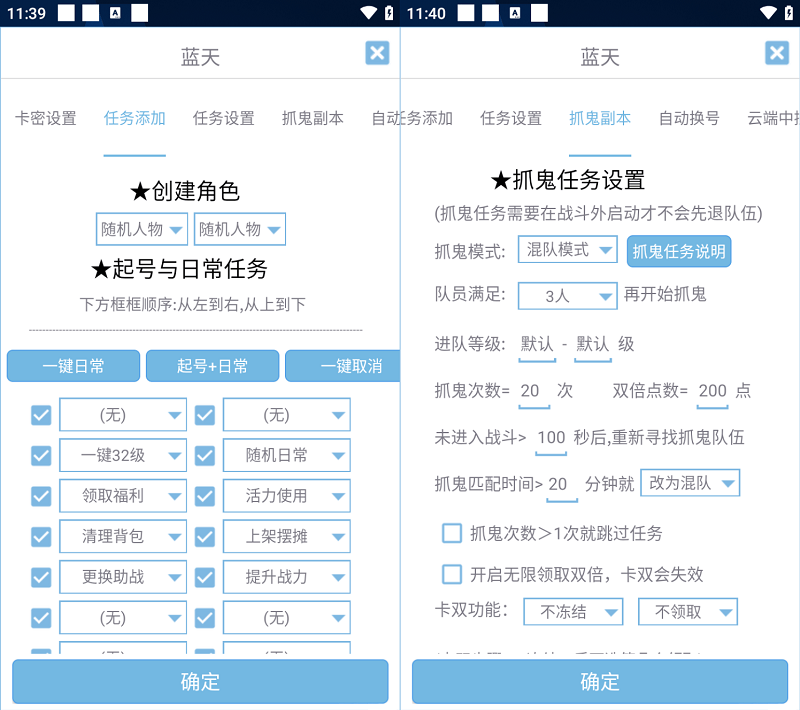 11:39
A
蓝天
卡密设置 任务添加 任务设置 抓鬼副本 自动
★创建角色
随机人物 随机人物
★起号与日常任务
下方框框顺序:从左到右,从上到下
一键日常 起号+日常 一键取消
(无) (无)
一键32级 随机日常
领取福利 活力使用
清理背包 上架摆摊
更换助战 提升战力
(无) (无)
确定
11:40
A
蓝天
任务添加 任务设置 抓鬼副本 自动换号 云端中
★抓鬼任务设置
(抓鬼任务需要在战斗外启动才不会先退队伍)
抓鬼模式: 混队模式 抓鬼任务说明
队员满足: 3人 再开始抓鬼
进队等级: 默认 - 默认 级
抓鬼次数= 20 次 双倍点数= 200 点
未进入战斗> 100 秒后,重新寻找抓鬼队伍
抓鬼匹配时间> 20 分钟就 改为混队
抓鬼次数＞1次就跳过任务
开启无限领取双倍，卡双会失效
卡双功能： 不冻结 不领取
确定